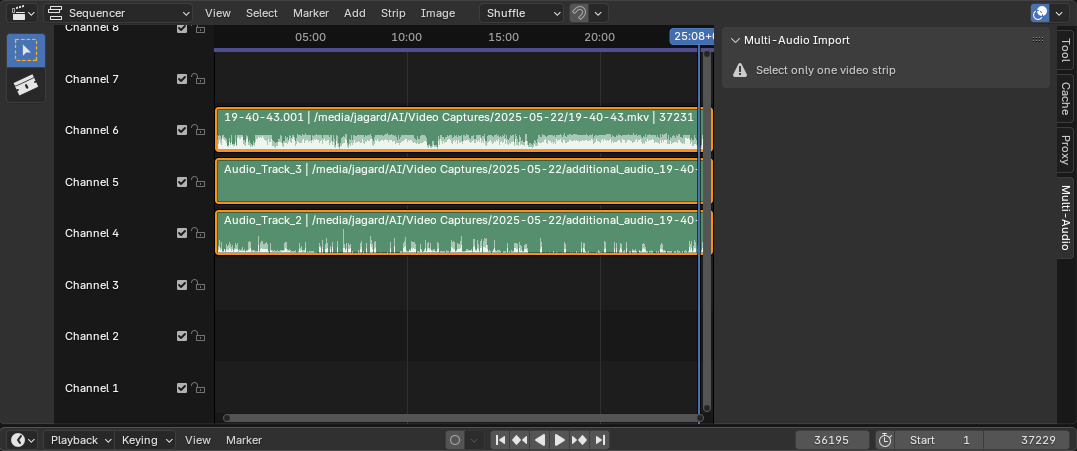 Sequencer View Select Marker Add Strip Image Shuffle
Channel 8
05:00 10:00 15:00 20:00 25:08+
Multi-Audio Import
Select only one video strip
Channel 7
Channel 6
19-40-43.001 | /media/jagard/AI/Video Captures/2025-05-22/19-40-43.mkv | 37231
Channel 5
Audio_Track_3 | /media/jagard/AI/Video Captures/2025-05-22/additional_audio_19-40-
Channel 4
Audio_Track_2 | /media/jagard/AI/Video Captures/2025-05-22/additional_audio_19-40-
Channel 3
Channel 2
Channel 1
Tool
Cache
Proxy
Multi-Audio
Playback Keying View Marker 36195 Start 1 37229